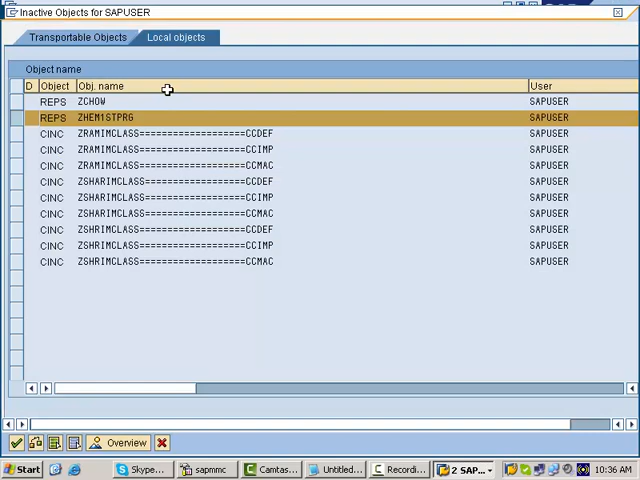 Inactive Objects for SAPUSER
Transportable Objects Local objects
Object name
D Object Obj. name User
REPS ZCHOW SAPUSER
REPS ZHEM1STPRG SAPUSER
CINC ZRAMIMCLASS====================CCDEF SAPUSER
CINC ZRAMIMCLASS====================CCIMP SAPUSER
CINC ZRAMIMCLASS====================CCMAC SAPUSER
CINC ZSHARIMCLASS===================CCDEF SAPUSER
CINC ZSHARIMCLASS===================CCIMP SAPUSER
CINC ZSHARIMCLASS===================CCMAC SAPUSER
CINC ZSHRIMCLASS====================CCDEF SAPUSER
CINC ZSHRIMCLASS====================CCIMP SAPUSER
CINC ZSHRIMCLASS====================CCMAC SAPUSER
Overview
Start Skype... sapmmc Camtas... Untitled... Recordi... 2 SAP... 10:36 AM